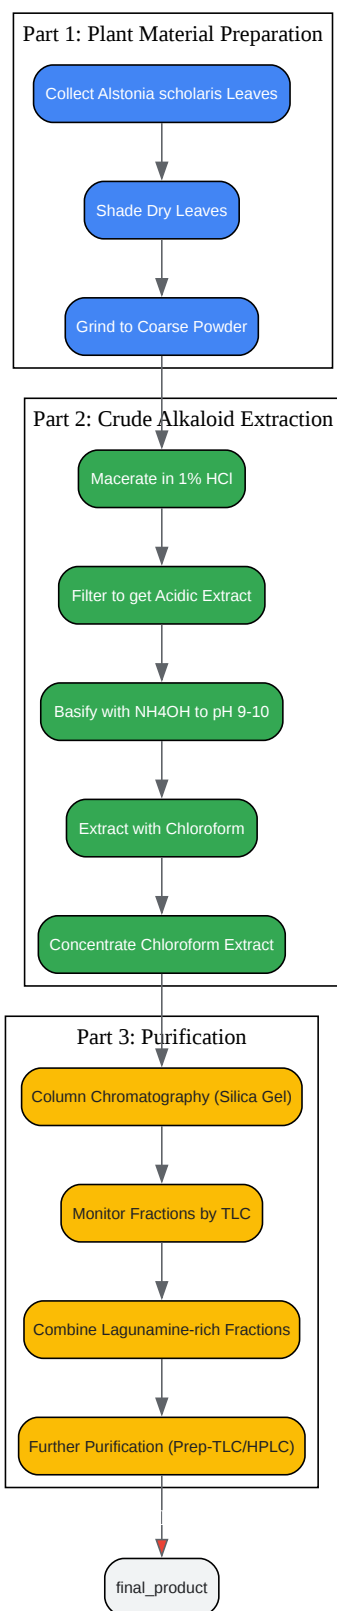 Part 1: Plant Material Preparation
Collect Alstonia scholaris Leaves
Shade Dry Leaves
Grind to Coarse Powder
Part 2: Crude Alkaloid Extraction
Macerate in 1% HCl
Filter to get Acidic Extract
Basify with NH4OH to pH 9-10
Extract with Chloroform
Concentrate Chloroform Extract
Part 3: Purification
Column Chromatography (Silica Gel)
Monitor Fractions by TLC
Combine Lagunamine-rich Fractions
Further Purification (Prep-TLC/HPLC)
final_product